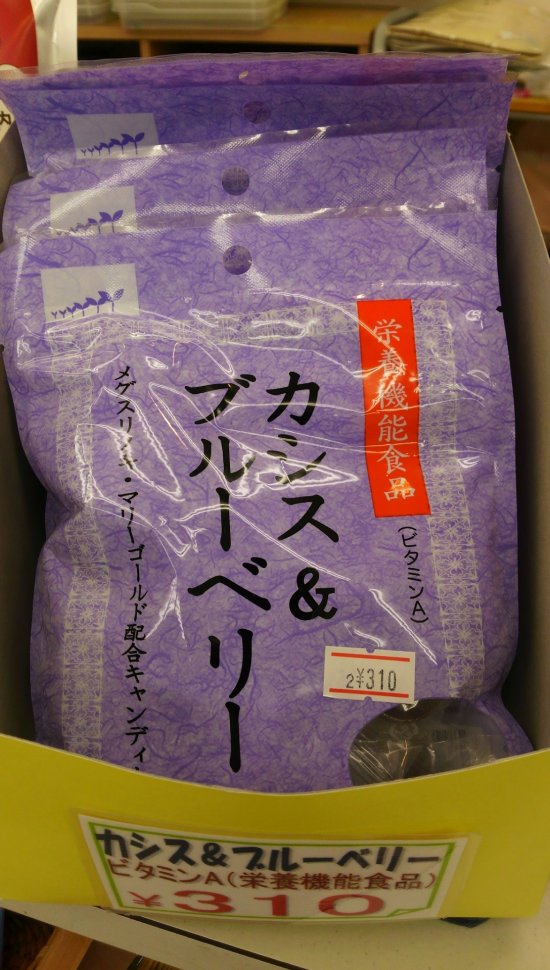 栄養機能食品
(ビタミンA)
カシス&
ブルーベリー
メグスリノキ・マリーゴールド配合キャンディー
2¥310
カシス&ブルーベリー
ビタミンA(栄養機能食品)
¥310